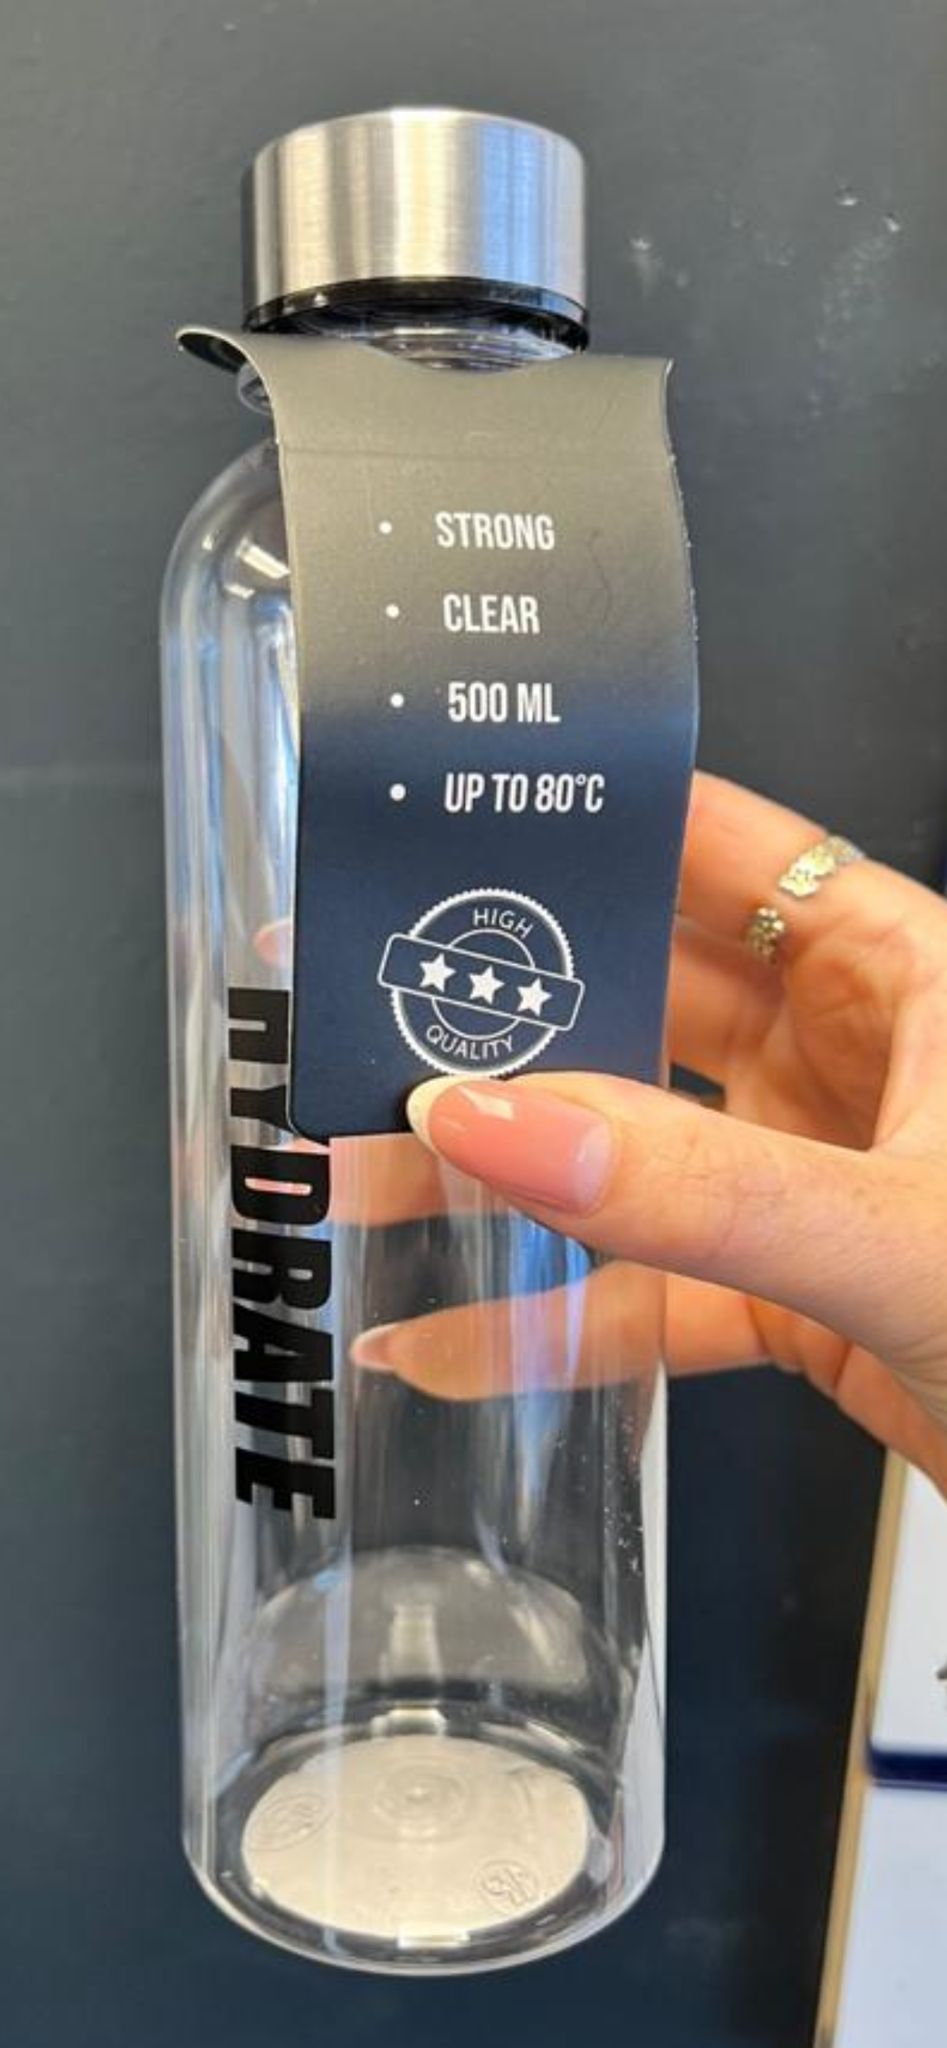 • STRONG
• CLEAR
• 500 ML
• UP TO 80°C
HIGH
QUALITY
HYDRATE